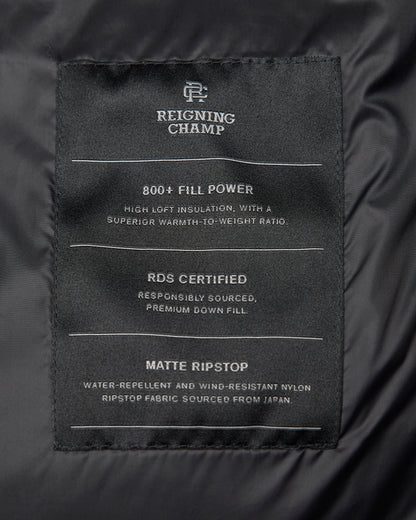 RC
REIGNING
CHAMP
800+ FILL POWER
HIGH LOFT INSULATION, WITH A
SUPERIOR WARMTH-TO-WEIGHT RATIO.
RDS CERTIFIED
RESPONSIBLY SOURCED,
PREMIUM DOWN FILL.
MATTE RIPSTOP
WATER-REPELLENT AND WIND-RESISTANT NYLON
RIPSTOP FABRIC SOURCED FROM JAPAN.